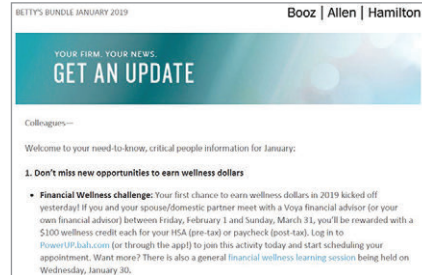 BETTY'S BUNDLE JANUARY 2019
Booz | Allen | Hamilton
YOUR FIRM. YOUR NEWS.
GET AN UPDATE
Colleagues—
Welcome to your need-to-know, critical people information for January:
1. Don't miss new opportunities to earn wellness dollars
• Financial Wellness challenge: Your first chance to earn wellness dollars in 2019 kicked off
yesterday! If you and your spouse/domestic partner meet with a Voya financial advisor (or your
own financial advisor) between Friday, February 1 and Sunday, March 31, you'll be rewarded with a
$100 wellness credit each for your HSA (pre-tax) or paycheck (post-tax). Log in to
PowerUP.bah.com (or through the app!) to join this activity today and start scheduling your
appointment. Want more? There is also a general financial wellness learning session being held on
Wednesday, January 30.